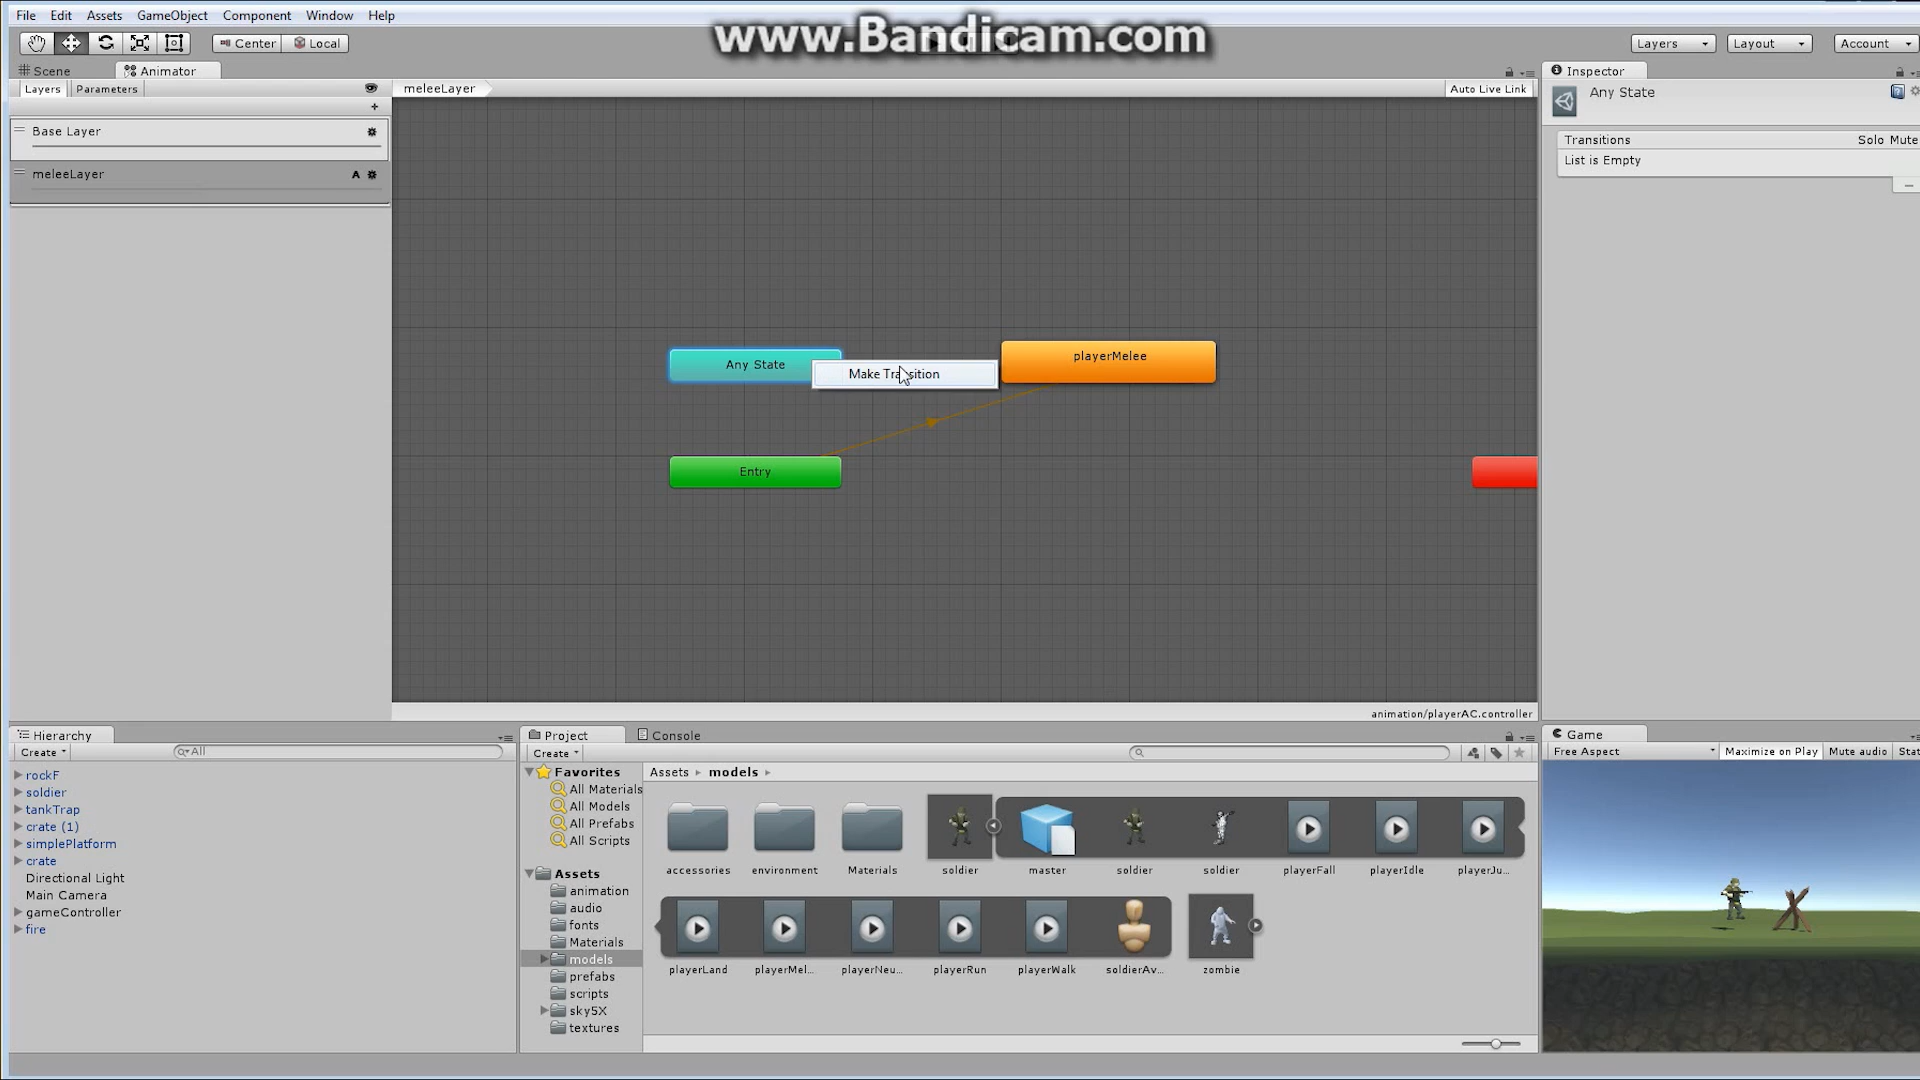 File Edit Assets GameObject Component Window Help
www.Bandicam.com
Center Local
Layers Layout Account
Scene Animator
Inspector
Layers Parameters
meleeLayer
Auto Live Link
Any State
Base Layer
meleeLayer A
Transitions Solo Mute
List is Empty
Any State
Make Transition
playerMelee
Entry
animation/playerAC.controller
Hierarchy
Create
All
rockF
soldier
tankTrap
crate (1)
simplePlatform
crate
Directional Light
Main Camera
gameController
fire
Project Console
Create
Favorites
All Materials
All Models
All Prefabs
All Scripts
Assets
animation
audio
fonts
Materials
models
prefabs
scripts
sky5X
textures
Assets models
accessories environment Materials soldier master soldier soldier playerFall playerIdle playerJu...
playerLand playerMel... playerNeu... playerRun playerWalk soldierAv... zombie
Game
Free Aspect Maximize on Play Mute audio Stat